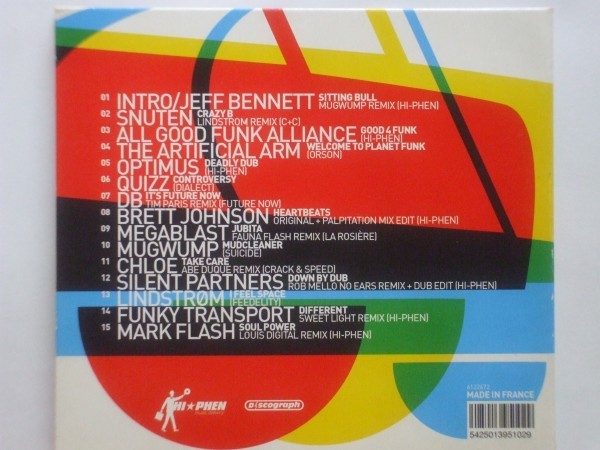 01 INTRO/JEFF BENNETT SITTING BULL
MUGWUMP REMIX (HI-PHEN)
02 SNUTEN CRAZY B
LINDSTROM REMIX (C+C)
03 ALL GOOD FUNK ALLIANCE GOOD 4 FUNK
(HI-PHEN)
04 THE ARTIFICIAL ARM WELCOME TO PLANET FUNK
(ORSON)
05 OPTIMUS DEADLY DUB
(HI-PHEN)
06 QUIZZ CONTROVERSY
(DIALECT)
07 DB IT'S FUTURE NOW
TIM PARIS REMIX (FUTURE NOW)
08 BRETT JOHNSON HEARTBEATS
ORIGINAL + PALPITATION MIX EDIT (HI-PHEN)
09 MEGABLAST JUBITA
FAUNA FLASH REMIX (LA ROSIÈRE)
10 MUGWUMP MUDCLEANER
(SUICIDE)
11 CHLOE TAKE CARE
ABE DUQUE REMIX (CRACK & SPEED)
12 SILENT PARTNERS DOWN BY DUB
ROB MELLO NO EARS REMIX + DUB EDIT (HI-PHEN)
13 LINDSTRØM I FEEL SPACE
(FEEDELITY)
14 FUNKY TRANSPORT DIFFERENT
SWEET LIGHT REMIX (HI-PHEN)
15 MARK FLASH SOUL POWER
LOUIS DIGITAL REMIX (HI-PHEN)
HI★PHEN
Discograph
MADE IN FRANCE
5425013951029